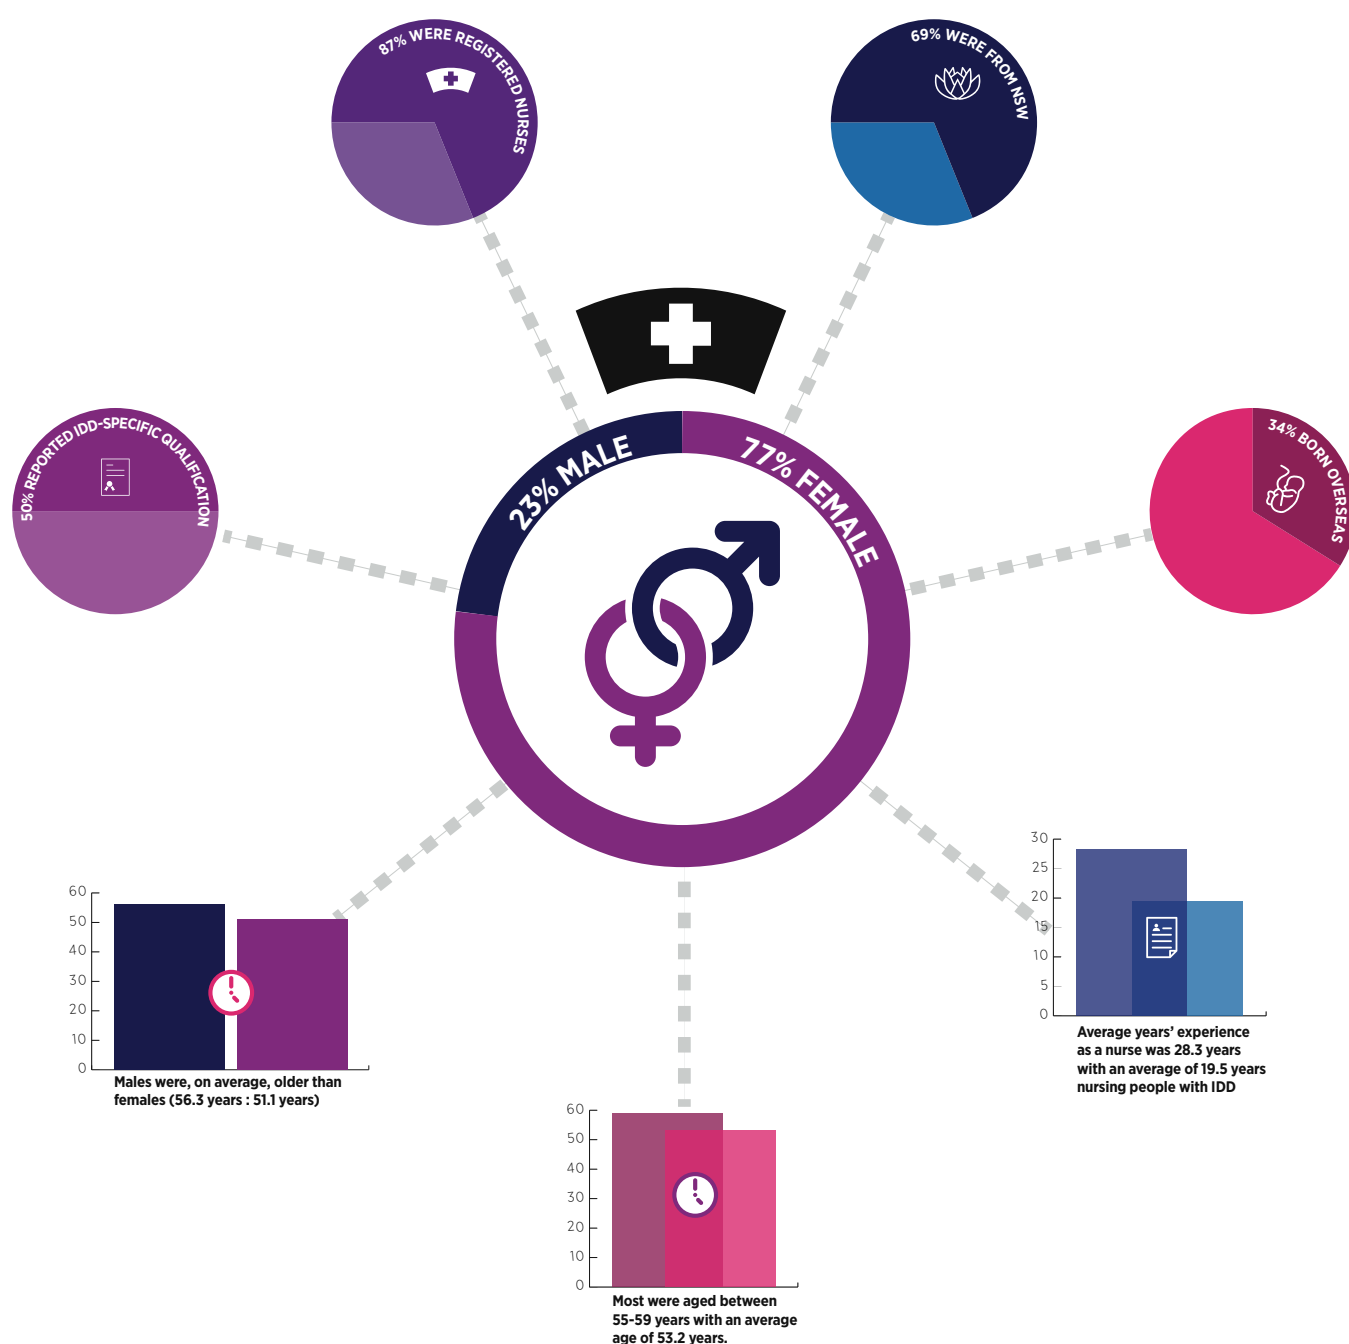 87% WERE REGISTERED NURSES
69% WERE FROM NSW
50% REPORTED IDD-SPECIFIC QUALIFICATION
23% MALE
77% FEMALE
34% BORN OVERSEAS
60
50
40
30
20
10
0
Males were, on average, older than
females (56.3 years : 51.1 years)
60
50
40
30
20
10
0
Most were aged between
55-59 years with an average
age of 53.2 years.
30
25
20
15
10
5
0
Average years’ experience
as a nurse was 28.3 years
with an average of 19.5 years
nursing people with IDD